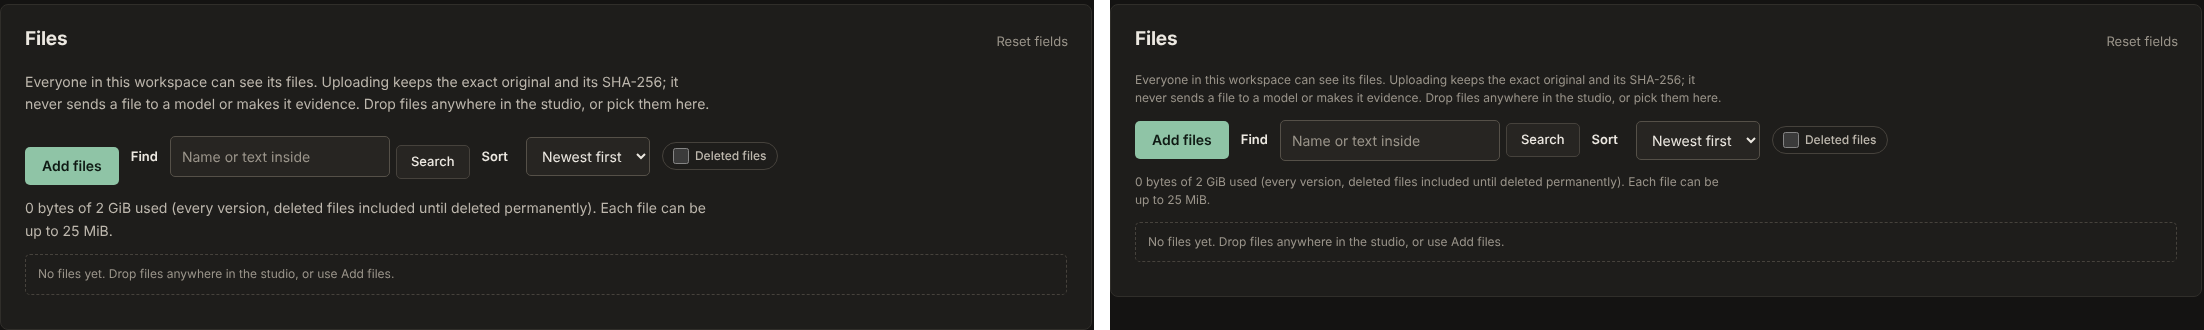 Files
Reset fields
Everyone in this workspace can see its files. Uploading keeps the exact original and its SHA-256; it
never sends a file to a model or makes it evidence. Drop files anywhere in the studio, or pick them here.
Add files Find Name or text inside Search Sort Newest first Deleted files
0 bytes of 2 GiB used (every version, deleted files included until deleted permanently). Each file can be
up to 25 MiB.
No files yet. Drop files anywhere in the studio, or use Add files.
Files
Reset fields
Everyone in this workspace can see its files. Uploading keeps the exact original and its SHA-256; it
never sends a file to a model or makes it evidence. Drop files anywhere in the studio, or pick them here.
Add files Find Name or text inside Search Sort Newest first Deleted files
0 bytes of 2 GiB used (every version, deleted files included until deleted permanently). Each file can be
up to 25 MiB.
No files yet. Drop files anywhere in the studio, or use Add files.